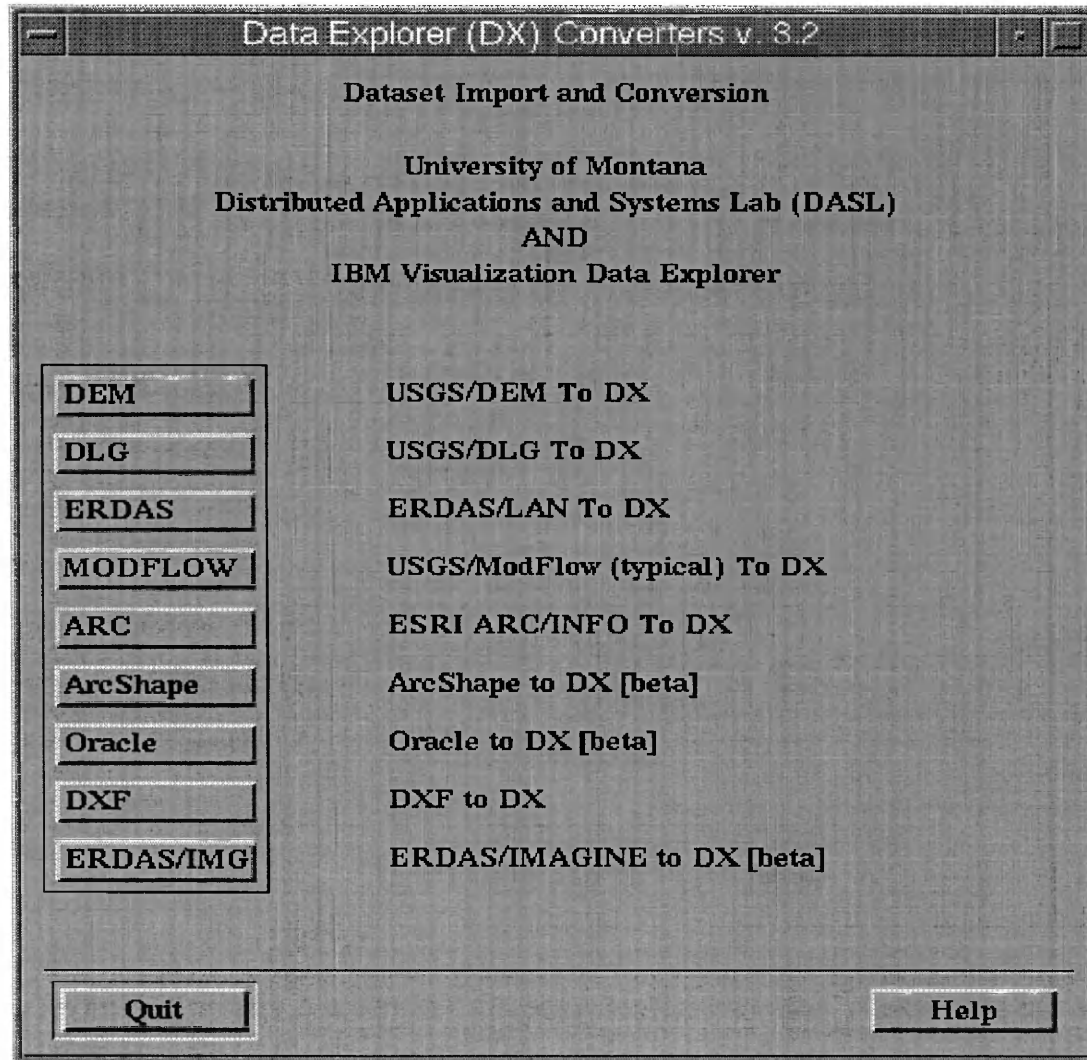 Data Explorer (DX) Converters v. 3.2
Dataset Import and Conversion
University of Montana
Distributed Applications and Systems Lab (DASL)
AND
IBM Visualization Data Explorer
DEM USGS/DEM To DX
DLG USGS/DLG To DX
ERDAS ERDAS/LAN To DX
MODFLOW USGS/ModFlow (typical) To DX
ARC ESRI ARC/INFO To DX
ArcShape ArcShape to DX [beta]
Oracle Oracle to DX [beta]
DXF DXF to DX
ERDAS/IMG ERDAS/IMAGINE to DX [beta]
Quit Help